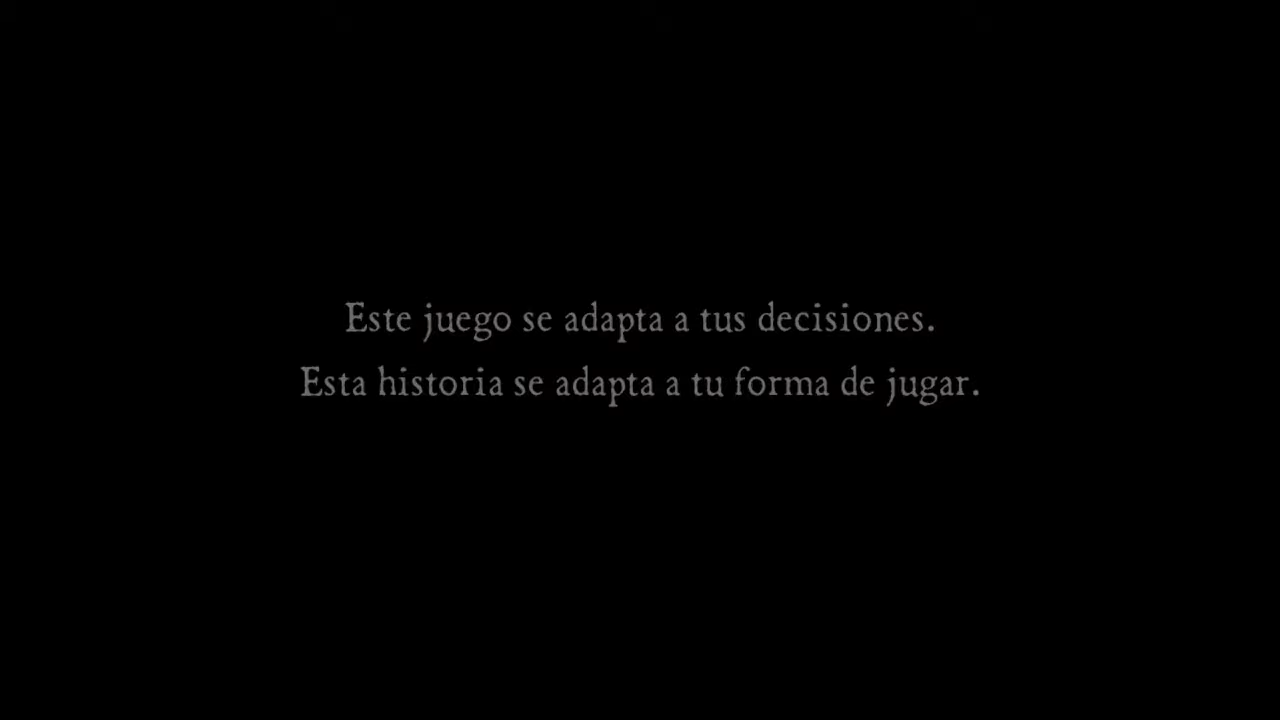 Este juego se adapta a tus decisiones.
Esta historia se adapta a tu forma de jugar.